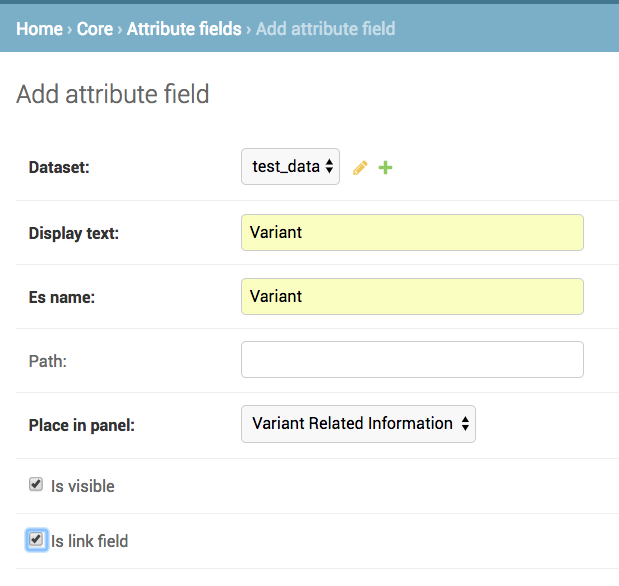 Home › Core › Attribute fields › Add attribute field
Add attribute field
Dataset: test_data
Display text: Variant
Es name: Variant
Path:
Place in panel: Variant Related Information
Is visible
Is link field